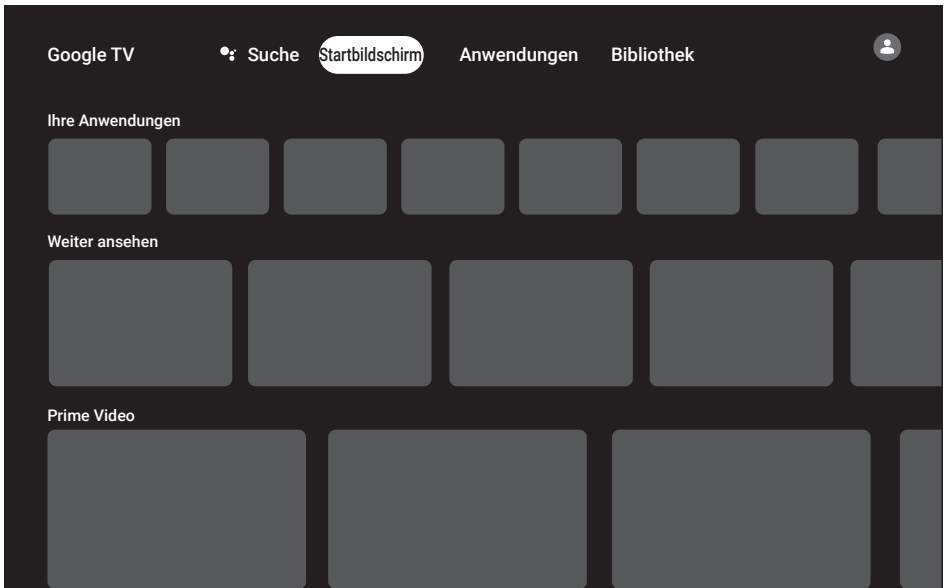 Google TV Suche Startbildschirm Anwendungen Bibliothek
Ihre Anwendungen
Weiter ansehen
Prime Video